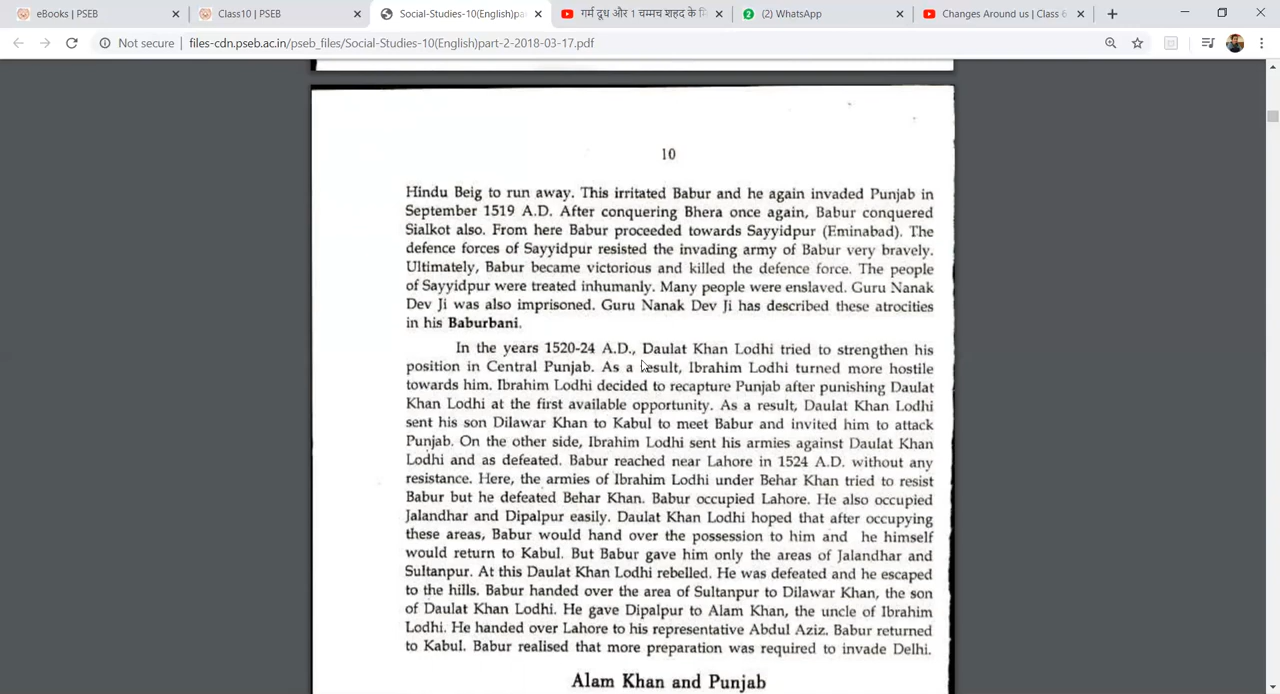 eBooks | PSEB
Class10 | PSEB
Social-Studies-10(English)pa
गर्म दूध और 1 चम्मच शहद के
(2) WhatsApp
Changes Around us | Class 6
Not secure | files-cdn.pseb.ac.in/pseb_files/Social-Studies-10(English)part-2-2018-03-17.pdf
10
Hindu Beig to run away. This irritated Babur and he again invaded Punjab in
September 1519 A.D. After conquering Bhera once again, Babur conquered
Sialkot also. From here Babur proceeded towards Sayyidpur (Eminabad). The
defence forces of Sayyidpur resisted the invading army of Babur very bravely.
Ultimately, Babur became victorious and killed the defence force. The people
of Sayyidpur were treated inhumanly. Many people were enslaved. Guru Nanak
Dev Ji was also imprisoned. Guru Nanak Dev Ji has described these atrocities
in his Baburbani.
In the years 1520-24 A.D., Daulat Khan Lodhi tried to strengthen his
position in Central Punjab. As a result, Ibrahim Lodhi turned more hostile
towards him. Ibrahim Lodhi decided to recapture Punjab after punishing Daulat
Khan Lodhi at the first available opportunity. As a result, Daulat Khan Lodhi
sent his son Dilawar Khan to Kabul to meet Babur and invited him to attack
Punjab. On the other side, Ibrahim Lodhi sent his armies against Daulat Khan
Lodhi and as defeated. Babur reached near Lahore in 1524 A.D. without any
resistance. Here, the armies of Ibrahim Lodhi under Behar Khan tried to resist
Babur but he defeated Behar Khan. Babur occupied Lahore. He also occupied
Jalandhar and Dipalpur easily. Daulat Khan Lodhi hoped that after occupying
these areas, Babur would hand over the possession to him and he himself
would return to Kabul. But Babur gave him only the areas of Jalandhar and
Sultanpur. At this Daulat Khan Lodhi rebelled. He was defeated and he escaped
to the hills. Babur handed over the area of Sultanpur to Dilawar Khan, the son
of Daulat Khan Lodhi. He gave Dipalpur to Alam Khan, the uncle of Ibrahim
Lodhi. He handed over Lahore to his representative Abdul Aziz. Babur returned
to Kabul. Babur realised that more preparation was required to invade Delhi.
Alam Khan and Punjab